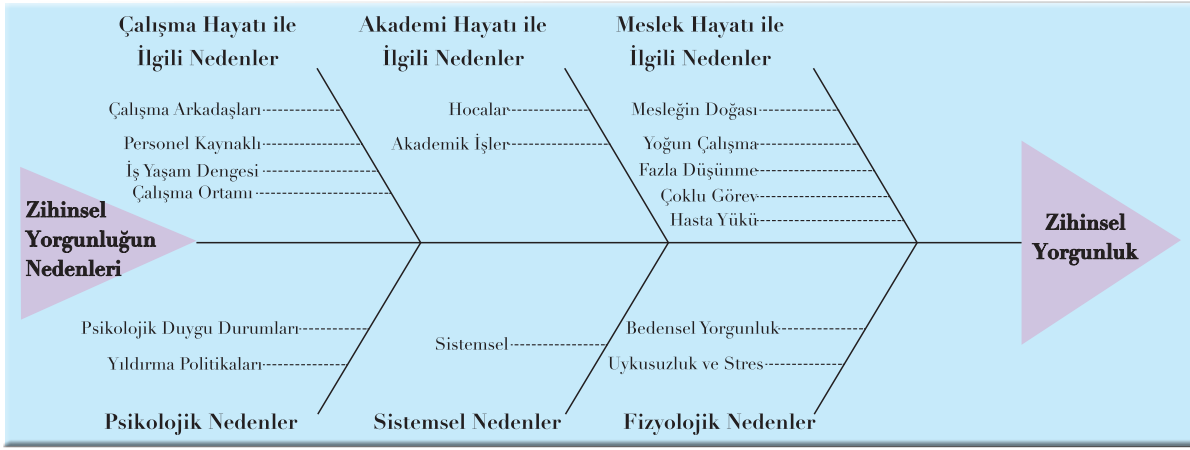 Çalışma Hayatı ile
İlgili Nedenler
Akademi Hayatı ile
İlgili Nedenler
Meslek Hayatı ile
İlgili Nedenler
Çalışma Arkadaşları
Personel Kaynaklı
İş Yaşam Dengesi
Çalışma Ortamı
Hocalar
Akademik İşler
Mesleğin Doğası
Yoğun Çalışma
Fazla Düşünme
Çoklu Görev
Hasta Yükü
Zihinsel
Yorgunluğun
Nedenleri
Zihinsel
Yorgunluk
Psikolojik Duygu Durumları
Yıldırma Politikaları
Sistemsel
Bedensel Yorgunluk
Uykusuzluk ve Stres
Psikolojik Nedenler
Sistemsel Nedenler
Fizyolojik Nedenler